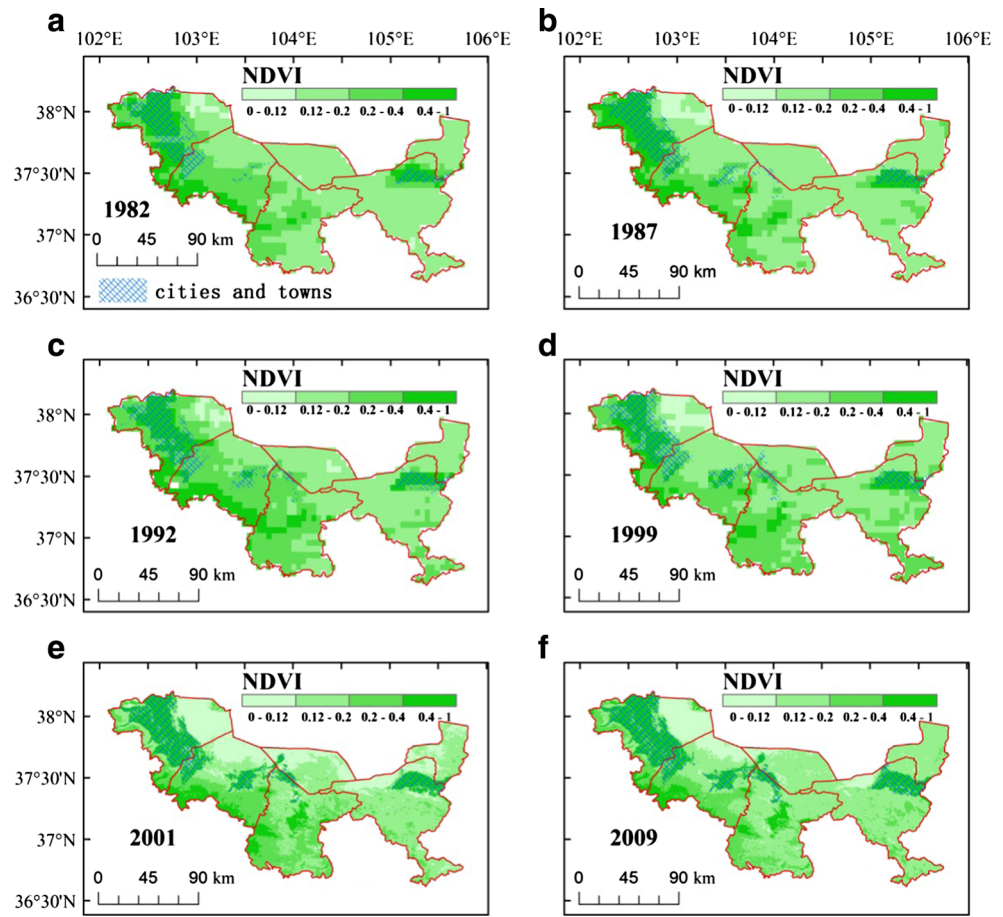 a
b
102°E 103°E 104°E 105°E 106°E
102°E 103°E 104°E 105°E 106°E
38°N
37°30'N
37°N
36°30'N
NDVI
0 - 0.12 0.12 - 0.2 0.2 - 0.4 0.4 - 1
1982
0 45 90 km
cities and towns
NDVI
0 - 0.12 0.12 - 0.2 0.2 - 0.4 0.4 - 1
1987
0 45 90 km
c
d
38°N
37°30'N
37°N
36°30'N
NDVI
0 - 0.12 0.12 - 0.2 0.2 - 0.4 0.4 - 1
1992
0 45 90 km
NDVI
0 - 0.12 0.12 - 0.2 0.2 - 0.4 0.4 - 1
1999
0 45 90 km
e
f
38°N
37°30'N
37°N
36°30'N
NDVI
0 - 0.12 0.12 - 0.2 0.2 - 0.4 0.4 - 1
2001
0 45 90 km
NDVI
0 - 0.12 0.12 - 0.2 0.2 - 0.4 0.4 - 1
2009
0 45 90 km